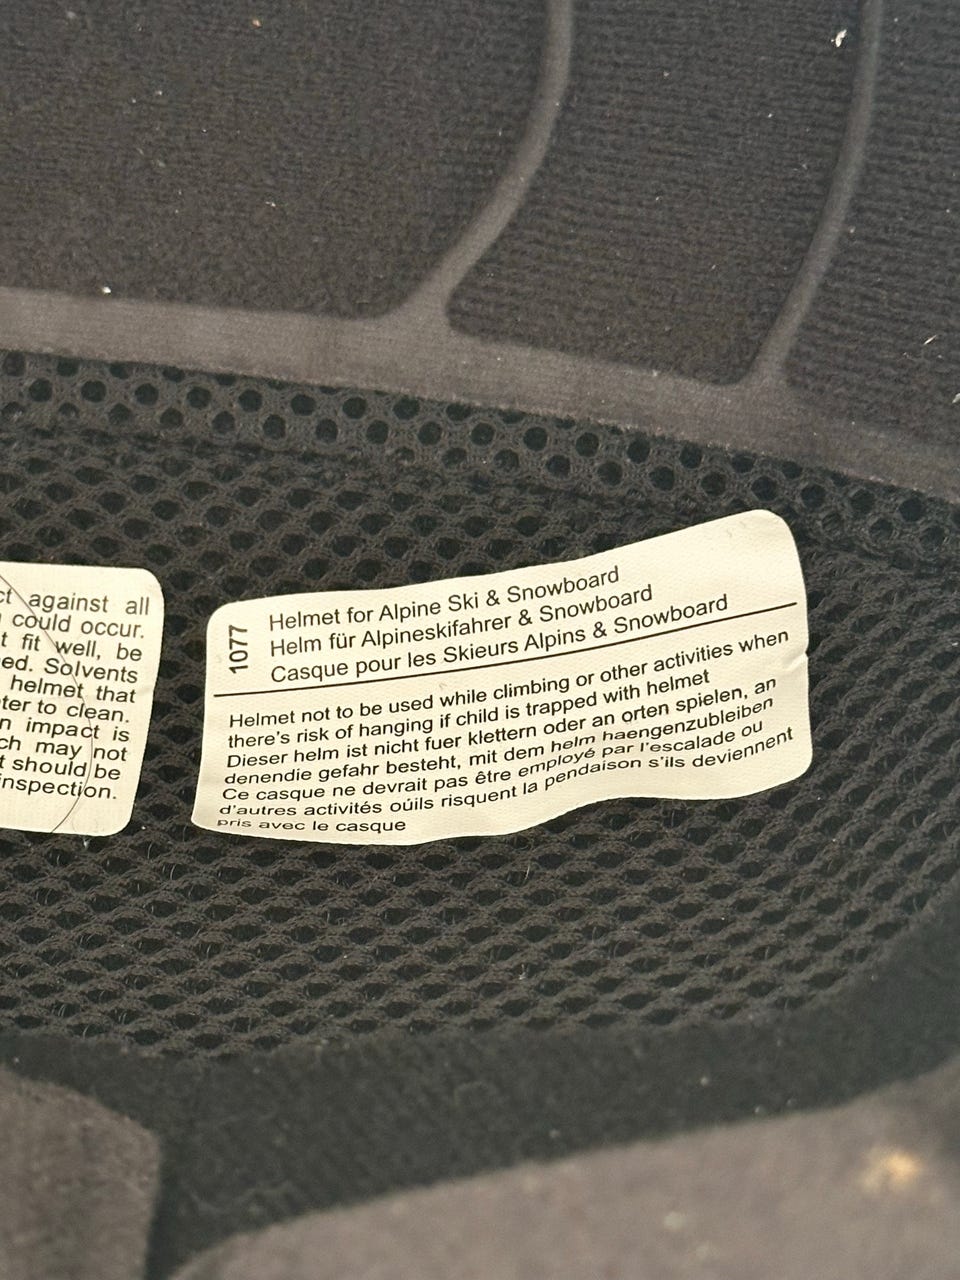 ct against all
could occur.
t fit well, be
ed. Solvents
helmet that
ter to clean.
n impact is
ch may not
t should be
inspection.
1077
Helmet for Alpine Ski & Snowboard
Helm für Alpineskifahrer & Snowboard
Casque pour les Skieurs Alpins & Snowboard
Helmet not to be used while climbing or other activities when
there's risk of hanging if child is trapped with helmet
Dieser helm ist nicht fuer klettern oder an orten spielen, an
denendie gefahr besteht, mit dem helm haengenzubleiben
Ce casque ne devrait pas être employé par l'escalade ou
d'autres activités oúils risquent la pendaison s'ils deviennent
pris avec le casque